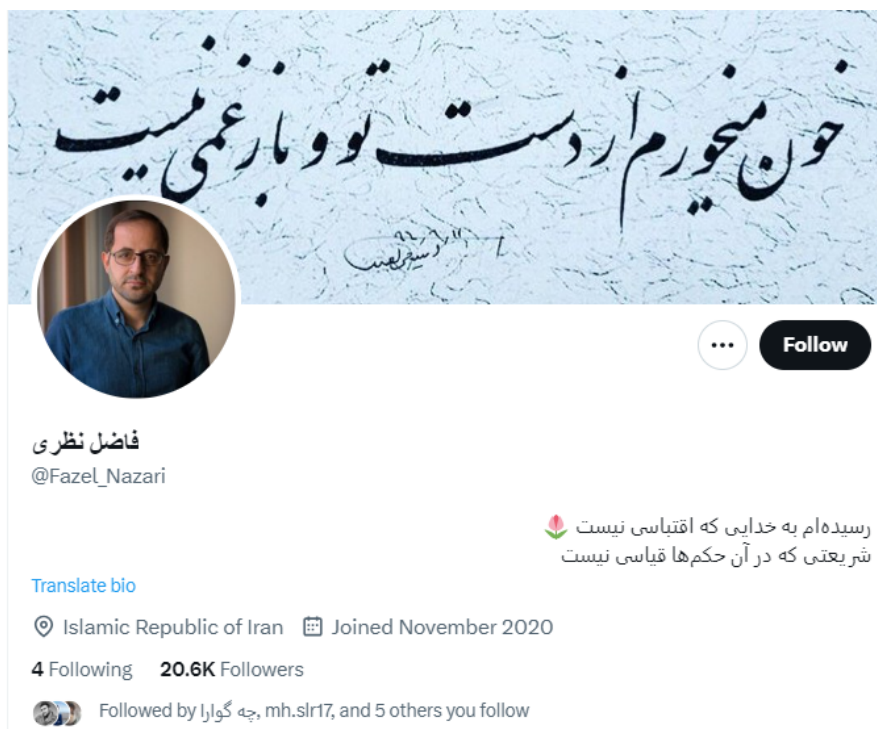 خون میخورم از دست تو و باز غمی نیست
Follow
فاضل نظری
@Fazel_Nazari
رسیده‌ام به خدایی که اقتباسی نیست 🌷
شریعتی که در آن حکم‌ها قیاسی نیست
Translate bio
Islamic Republic of Iran Joined November 2020
4 Following 20.6K Followers
Followed by چه گوارا, mh.slr17, and 5 others you follow